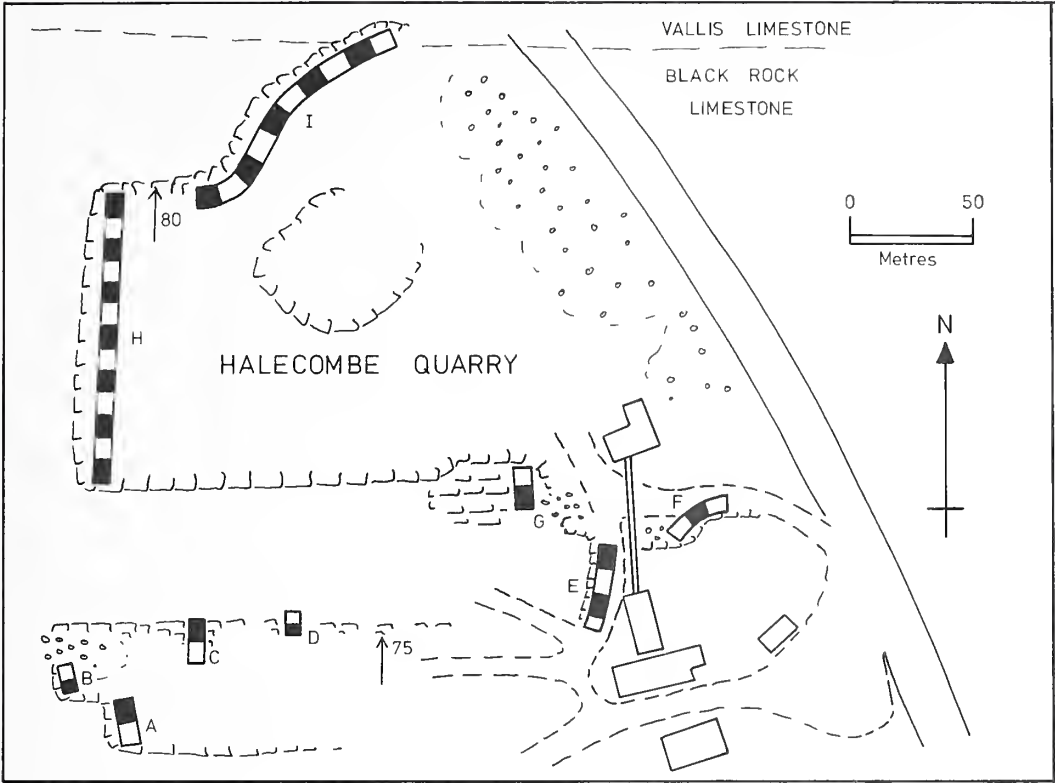 VALLIS LIMESTONE
BLACK ROCK
LIMESTONE
I
80
0 50
Metres
H
N
HALECOMBE QUARRY
F
G
E
D
75
C
B
A